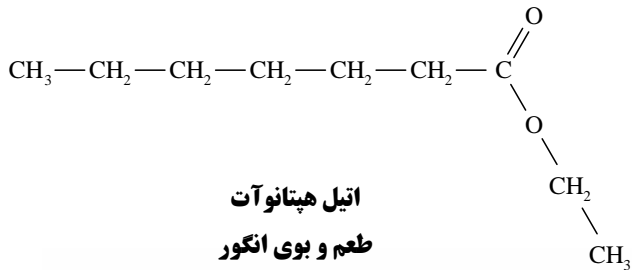 O
CH₃—CH₂—CH₂—CH₂—CH₂—CH₂—C
O
CH₂
CH₃
اتیل هپتانوآت
طعم و بوی انگور